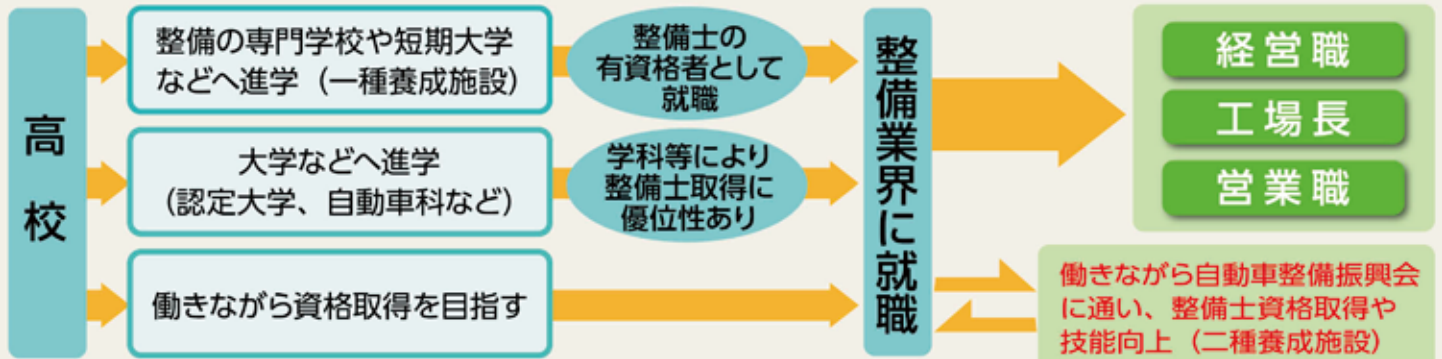 高校
整備の専門学校や短期大学
などへ進学（一種養成施設）
整備士の
有資格者として
就職
大学などへ進学
（認定大学、自動車科など）
学科等により
整備士取得に
優位性あり
働きながら資格取得を目指す
整備業界に就職
経営職
工場長
営業職
働きながら自動車整備振興会
に通い、整備士資格取得や
技能向上（二種養成施設）